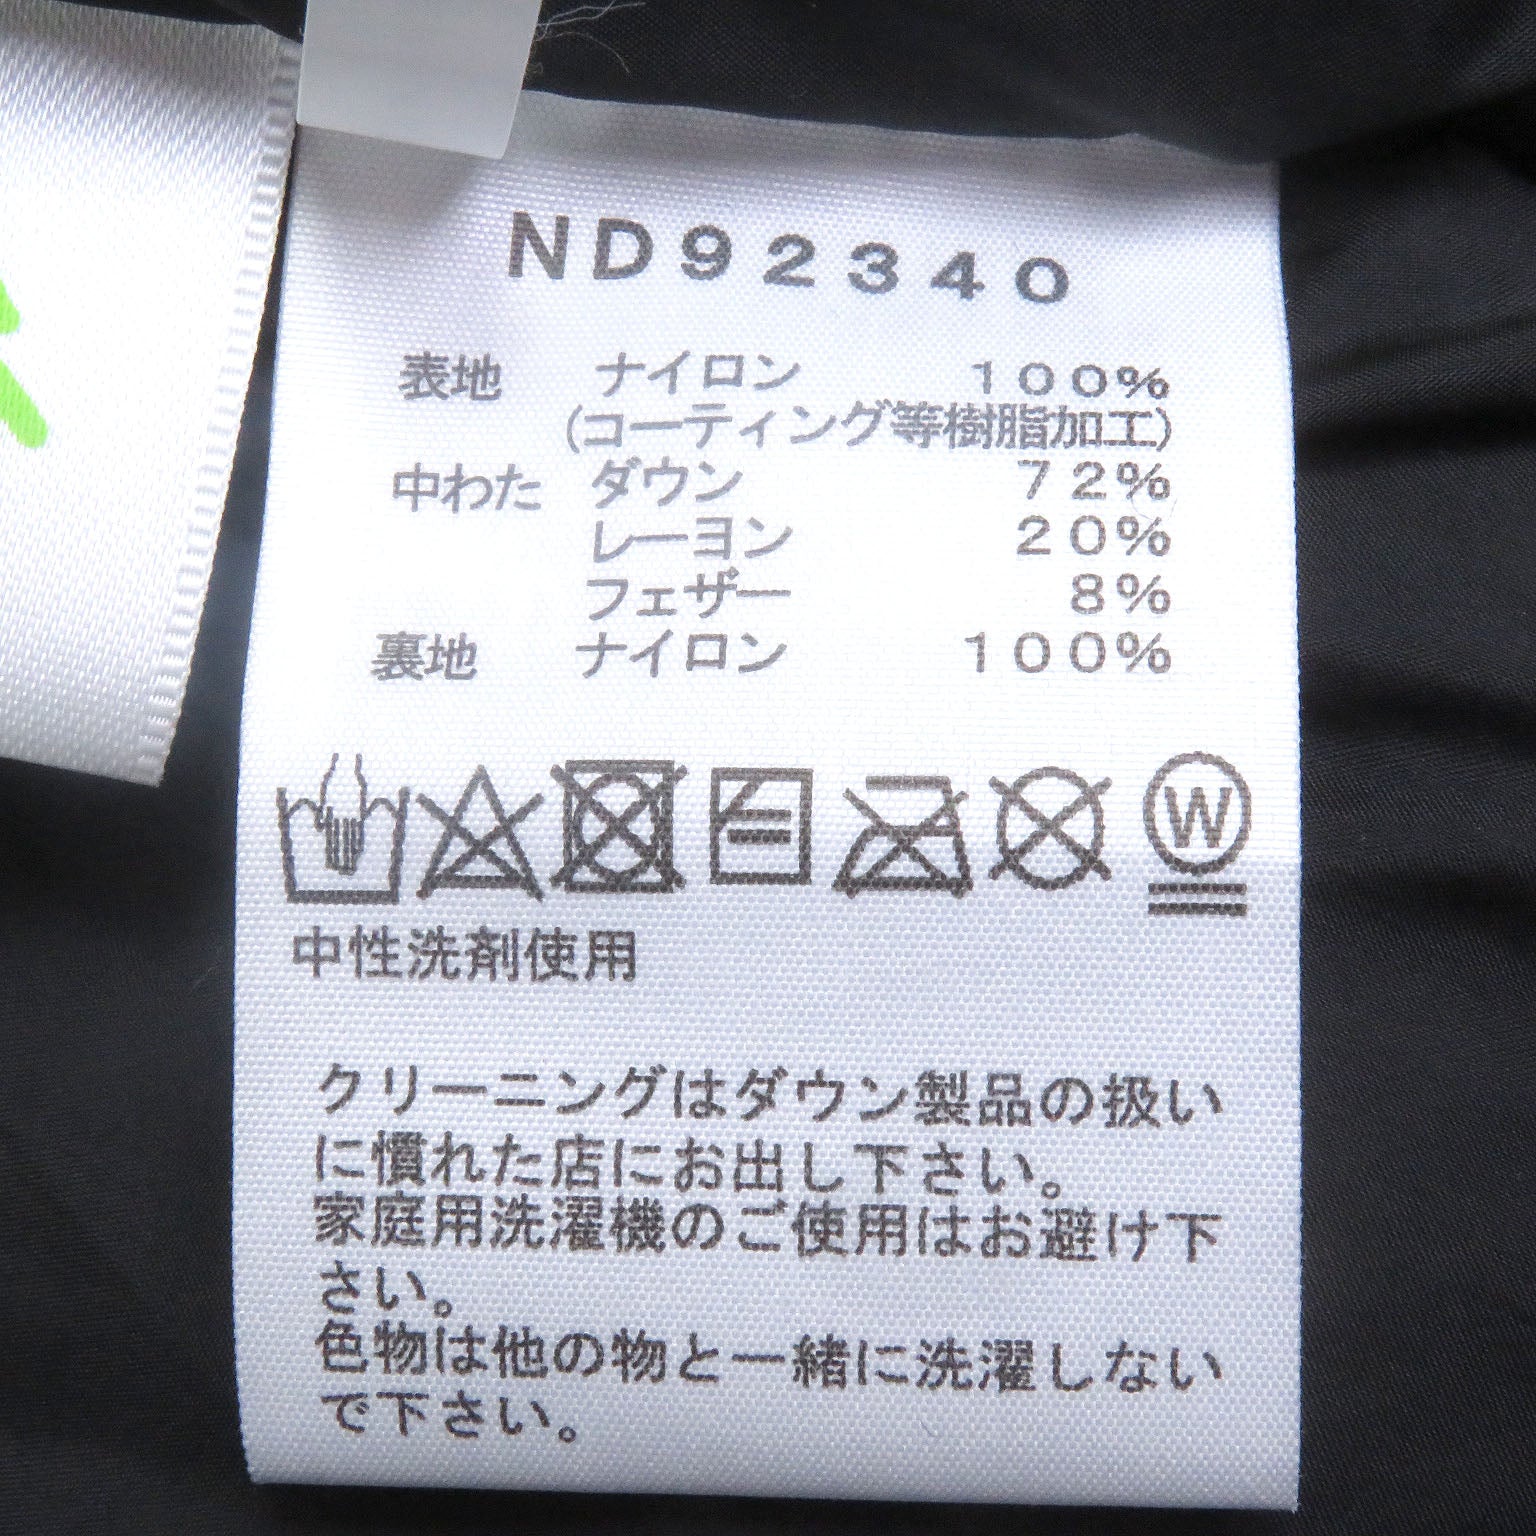 ND92340
表地 ナイロン 100%
(コーティング等樹脂加工)
中わた ダウン 72%
レーヨン 20%
フェザー 8%
裏地 ナイロン 100%
W
中性洗剤使用
クリーニングはダウン製品の扱い
に慣れた店にお出し下さい。
家庭用洗濯機のご使用はお避け下
さい。
色物は他の物と一緒に洗濯しない
で下さい。